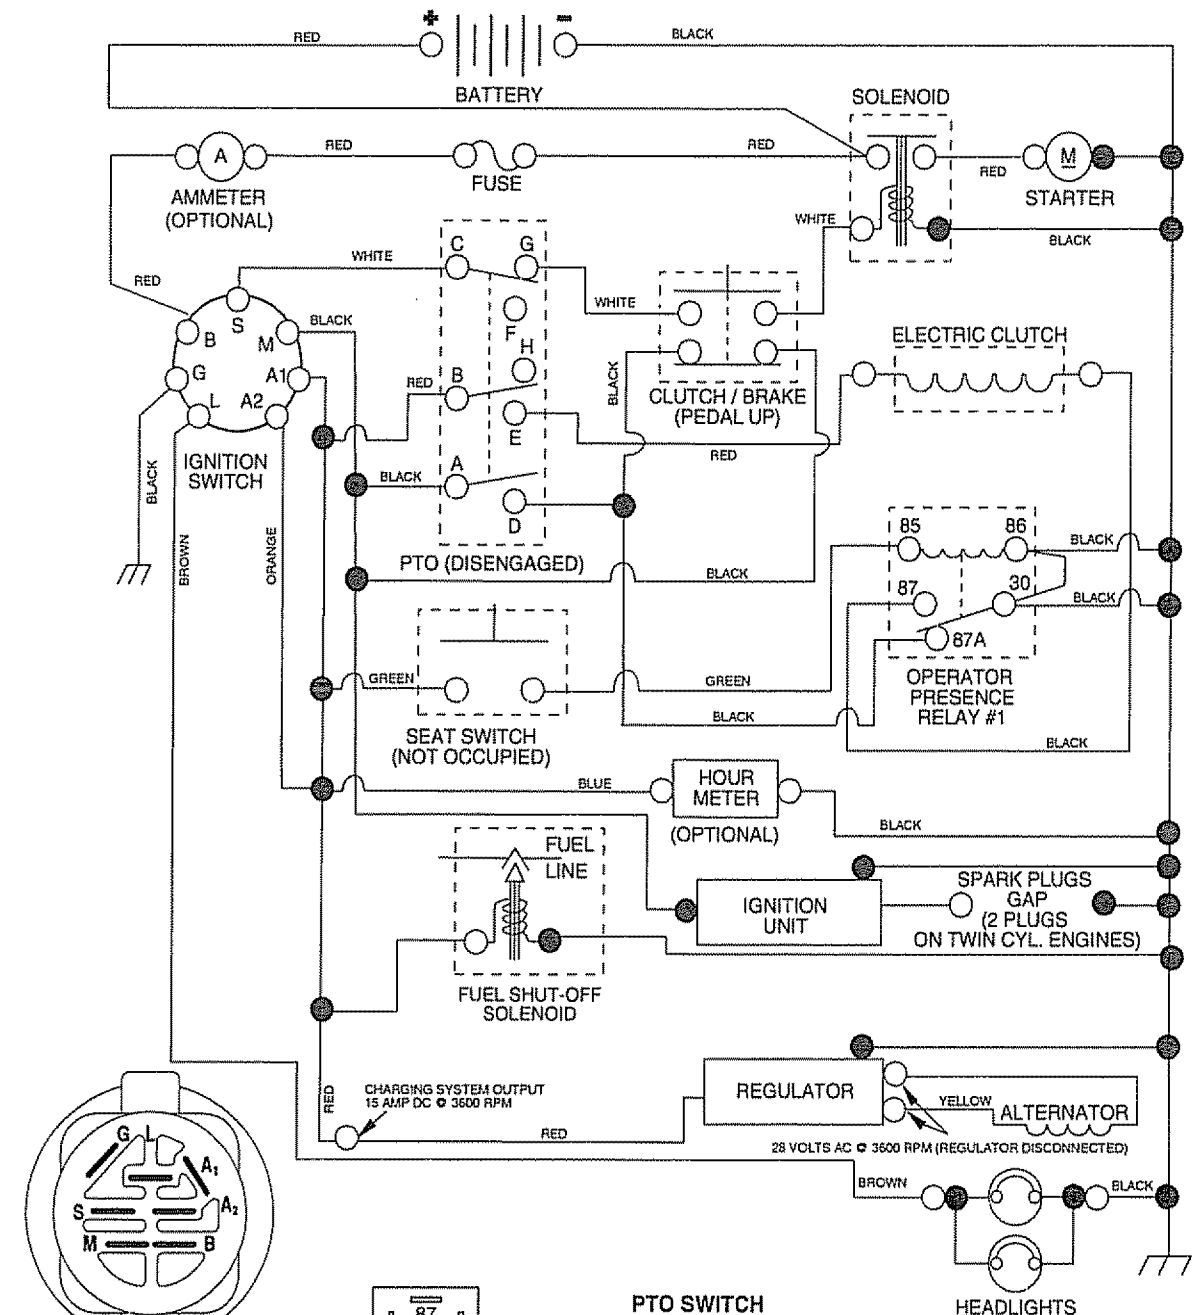 + -
RED
BLACK
BATTERY
SOLENOID
A
RED
FUSE
RED
RED
M
STARTER
AMMETER
(OPTIONAL)
WHITE
BLACK
RED
S
WHITE
C
G
WHITE
F
B
M
BLACK
ELECTRIC CLUTCH
H
G
A1
RED
B
BLACK
CLUTCH / BRAKE
(PEDAL UP)
L
A2
E
RED
IGNITION
SWITCH
BLACK
BLACK
A
D
BROWN
ORANGE
PTO (DISENGAGED)
BLACK
85
86
BLACK
87
30
BLACK
87A
GREEN
GREEN
OPERATOR
PRESENCE
RELAY #1
BLACK
BLACK
SEAT SWITCH
(NOT OCCUPIED)
BLUE
HOUR
METER
(OPTIONAL)
BLACK
FUEL
LINE
IGNITION
UNIT
SPARK PLUGS
GAP
(2 PLUGS
ON TWIN CYL. ENGINES)
FUEL SHUT-OFF
SOLENOID
RED
CHARGING SYSTEM OUTPUT
15 AMP DC @ 3600 RPM
RED
REGULATOR
YELLOW
ALTERNATOR
28 VOLTS AC @ 3600 RPM (REGULATOR DISCONNECTED)
BROWN
BLACK
HEADLIGHTS
G L
A1
A2
S
M
B
87
PTO SWITCH